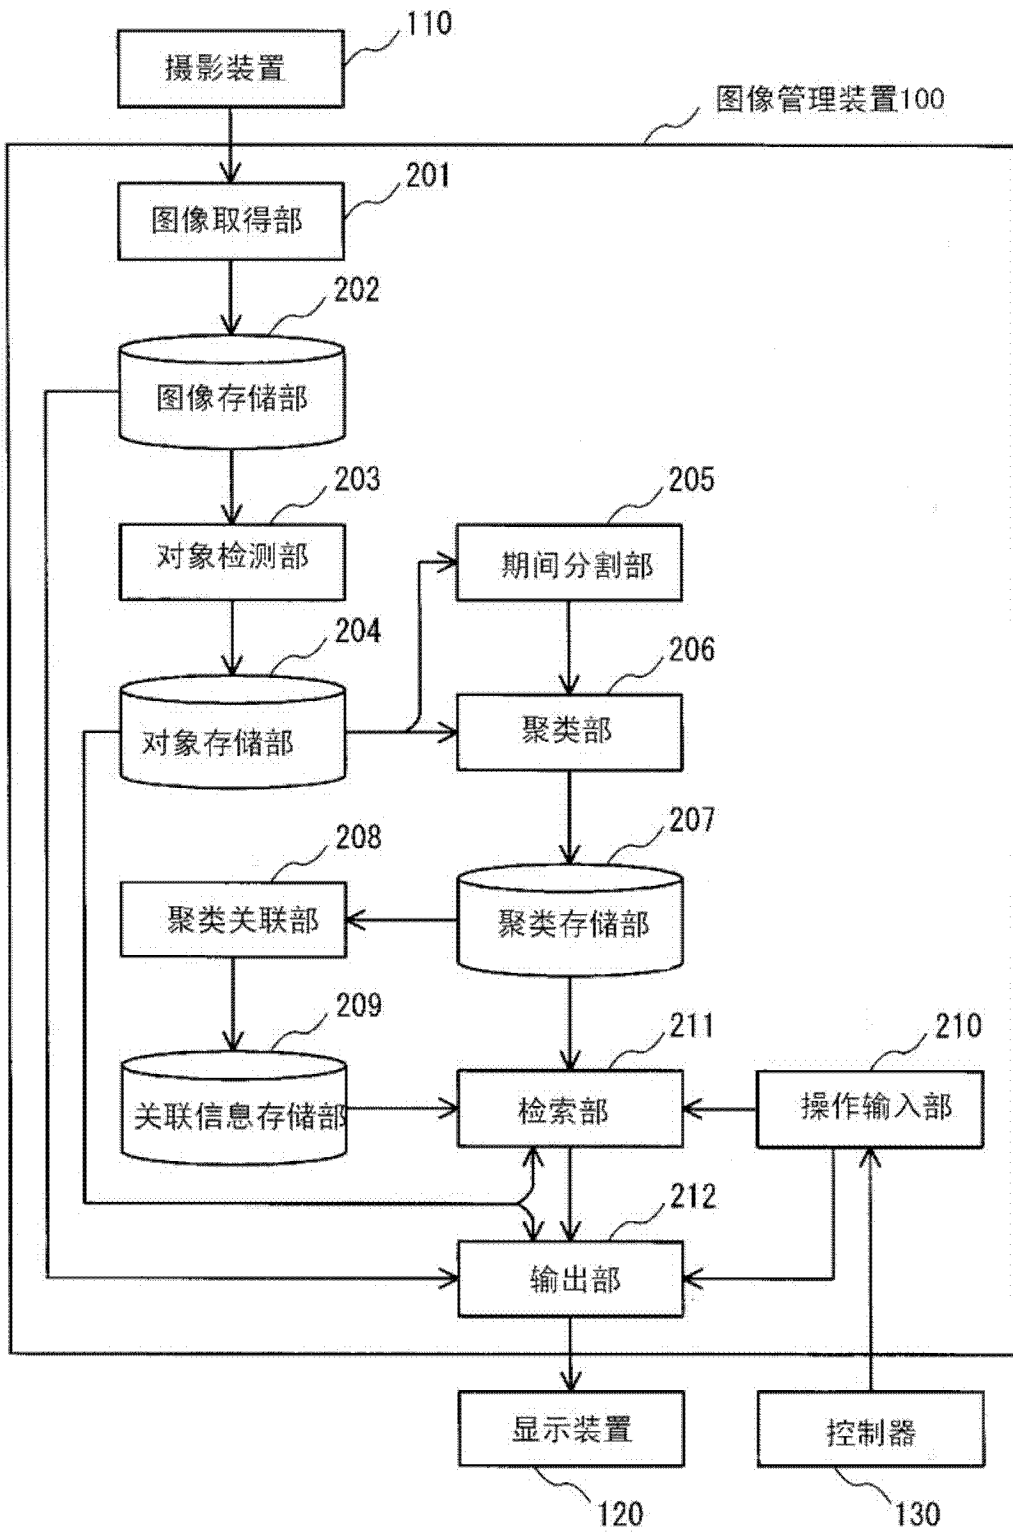 110
摄影装置
图像管理装置100
201
图像取得部
202
图像存储部
203
对象检测部
205
期间分割部
204
对象存储部
206
聚类部
208
聚类关联部
207
聚类存储部
209
关联信息存储部
211
检索部
210
操作输入部
212
输出部
显示装置
控制器
120
130